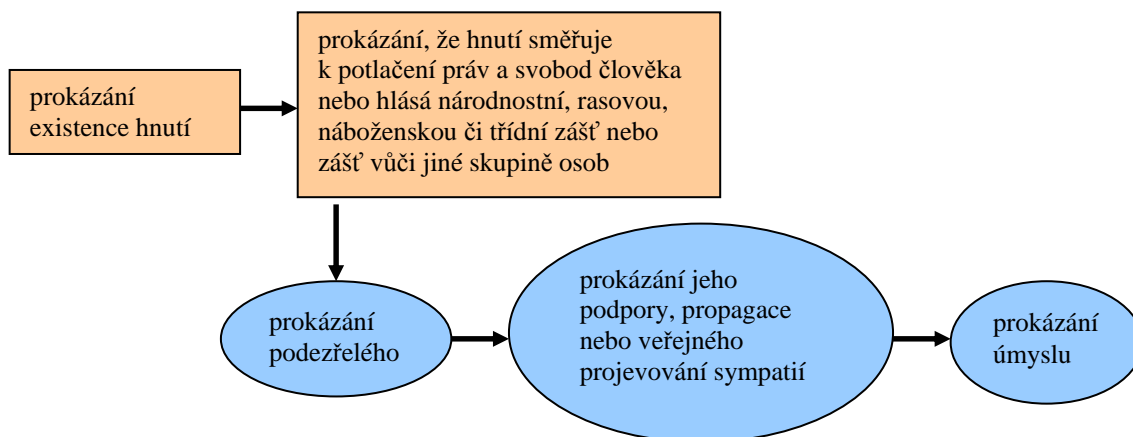 prokázání
existence hnutí
prokázání, že hnutí směřuje
k potlačení práv a svobod člověka
nebo hlásá národnostní, rasovou,
náboženskou či třídní zášť nebo
zášť vůči jiné skupině osob
prokázání
podezřelého
prokázání jeho
podpory, propagace
nebo veřejného
projevování sympatií
prokázání
úmyslu